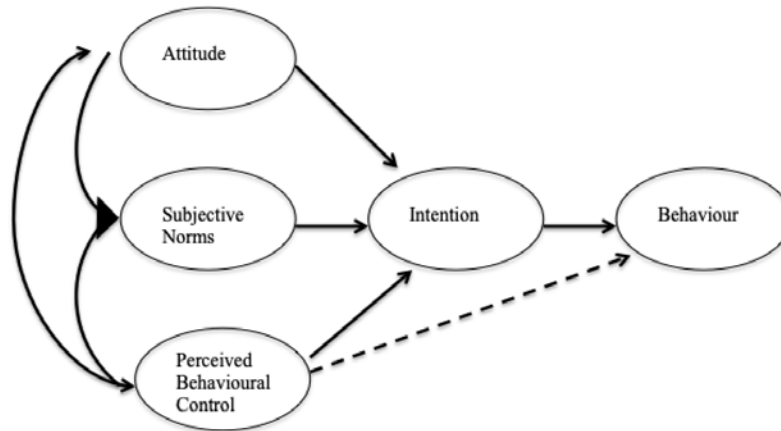 Attitude
Subjective
Norms
Intention
Behaviour
Perceived
Behavioural
Control